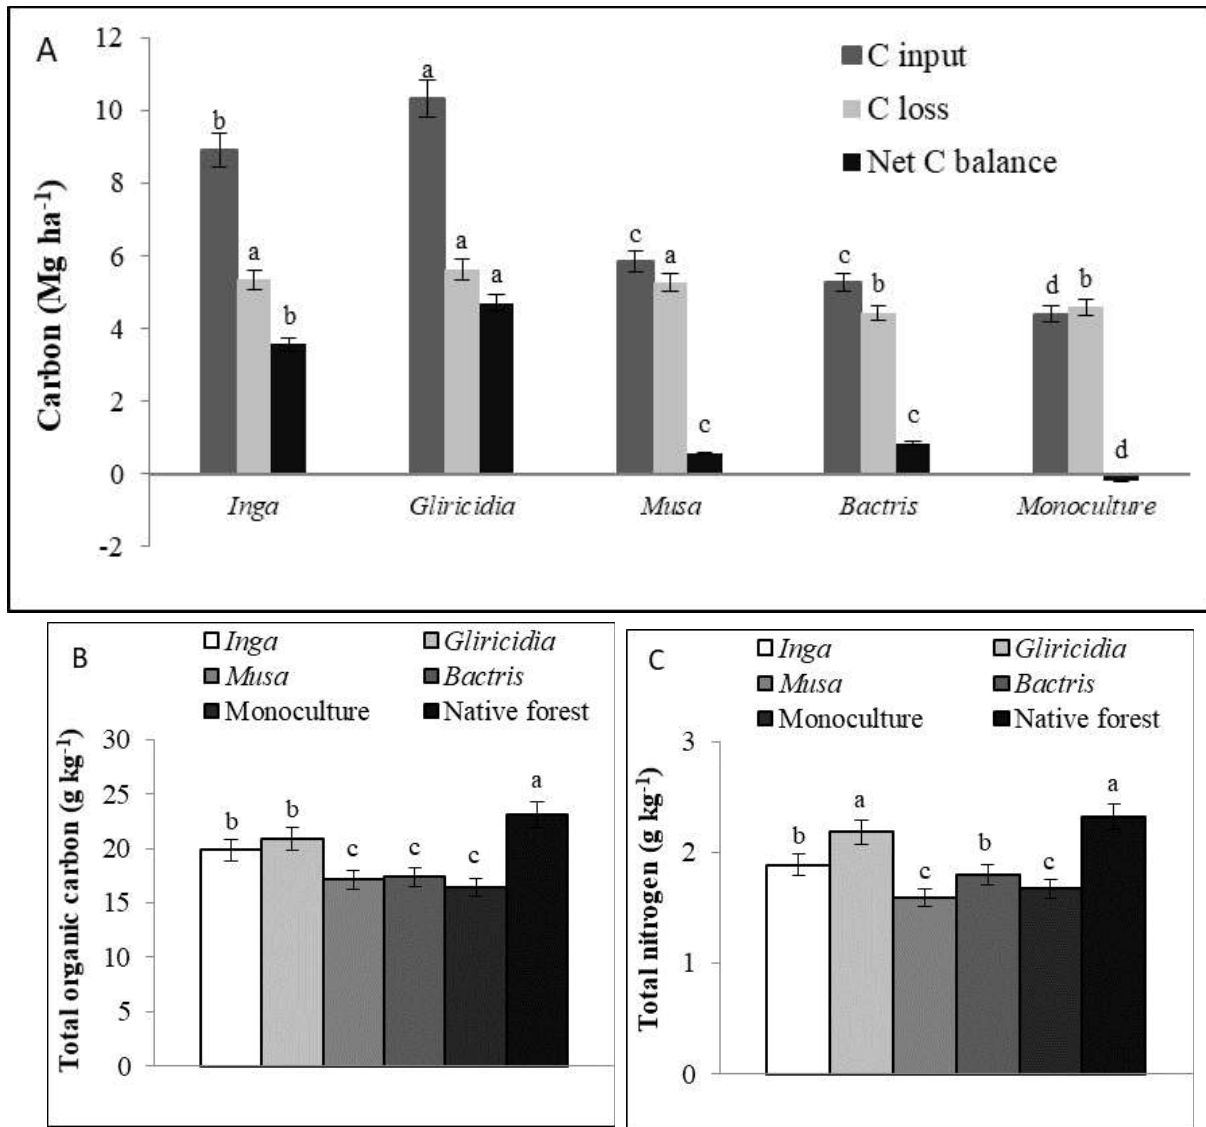 A
C input
C loss
Net C balance
Carbon (Mg ha⁻¹)
12
10
8
6
4
2
0
-2
b
a
b
a
a
a
c
a
c
c
b
c
d
b
d
Inga Gliricidia Musa Bactris Monoculture
B
Inga Gliricidia
Musa Bactris
Monoculture Native forest
Total organic carbon (g kg⁻¹)
30
25
20
15
10
5
0
b b c c c a
C
Inga Gliricidia
Musa Bactris
Monoculture Native forest
Total nitrogen (g kg⁻¹)
3
2
1
0
b a c b c a